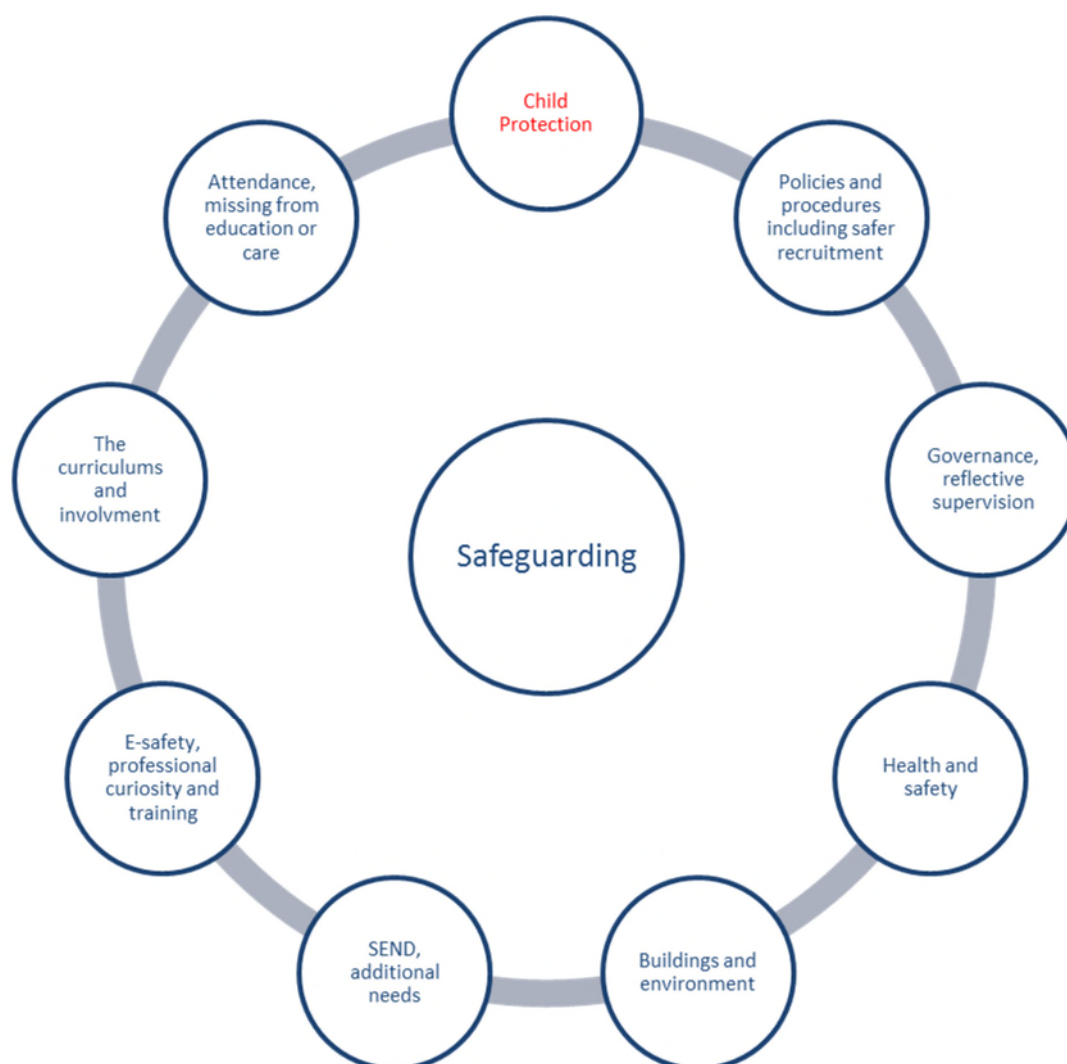 Child
Protection
Policies and
procedures
including safer
recruitment
Governance,
reflective
supervision
Health and
safety
Buildings and
environment
SEND,
additional
needs
E-safety,
professional
curiosity and
training
The
curriculums
and
involvment
Attendance,
missing from
education or
care
Safeguarding